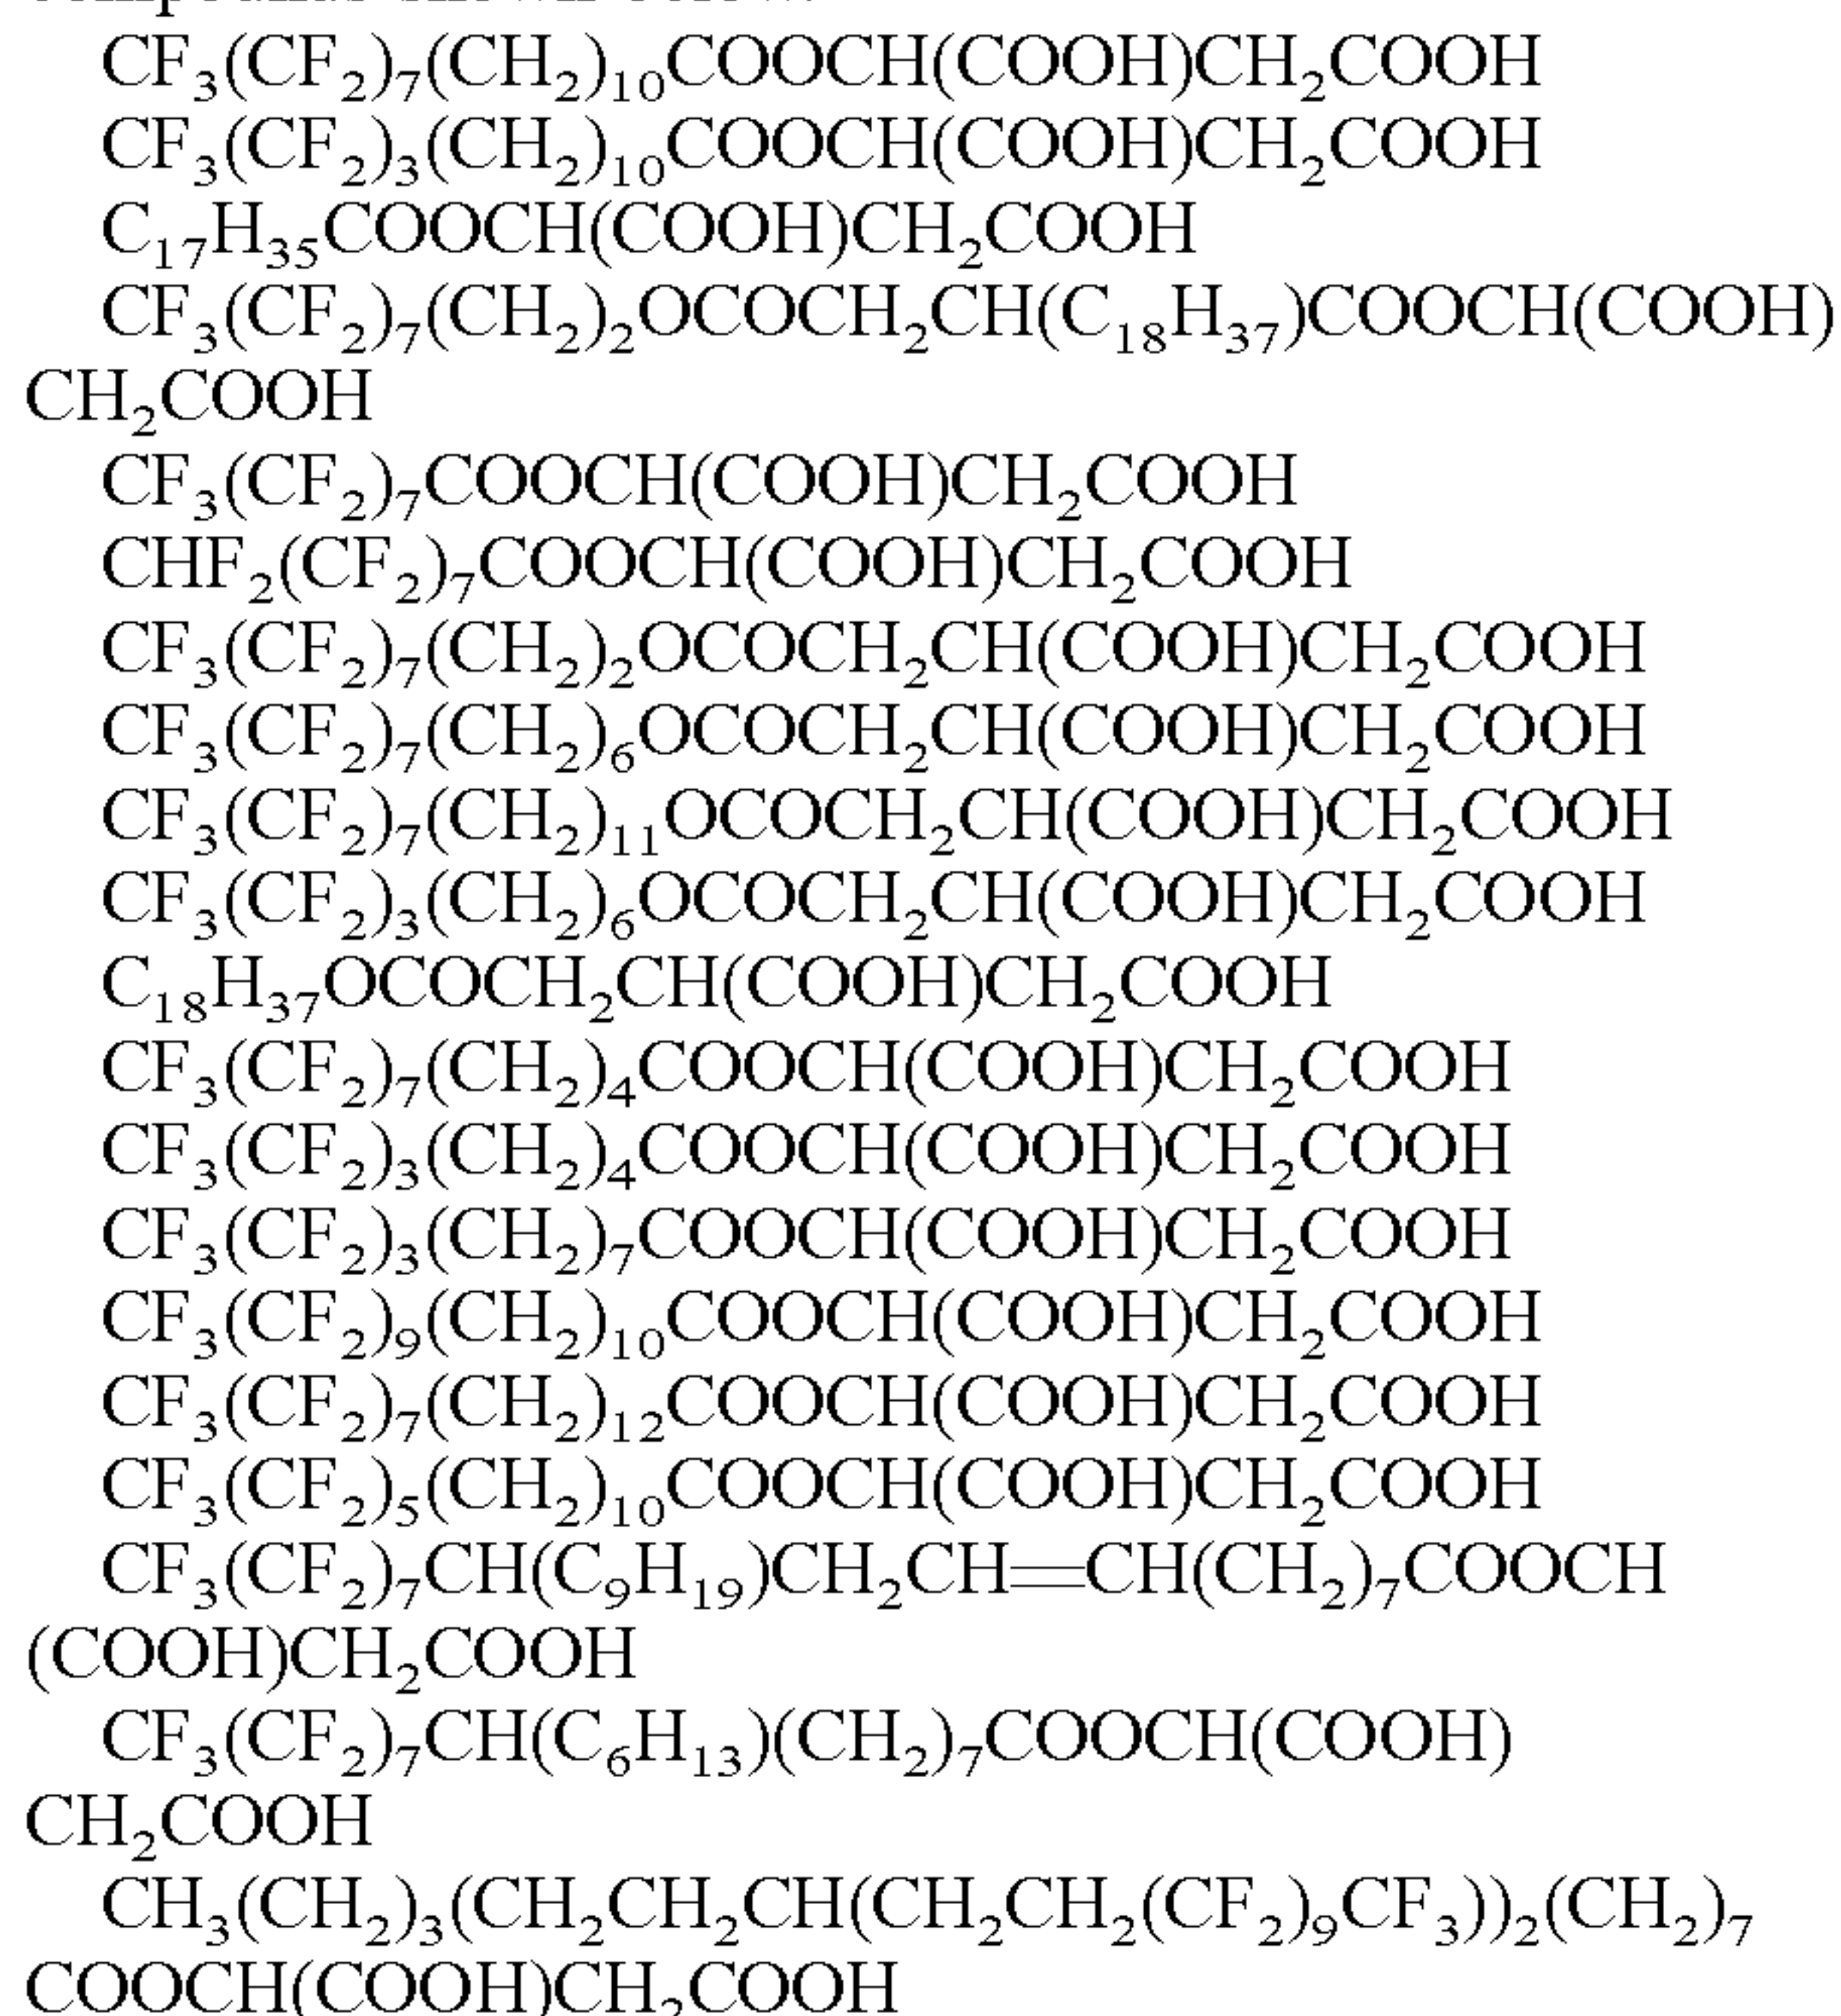 CF₃(CF₂)₇(CH₂)₁₀COOCH(COOH)CH₂COOH
CF₃(CF₂)₃(CH₂)₁₀COOCH(COOH)CH₂COOH
C₁₇H₃₅COOCH(COOH)CH₂COOH
CF₃(CF₂)₇(CH₂)₂OCOCH₂CH(C₁₈H₃₇)COOCH(COOH)
CH₂COOH
CF₃(CF₂)₇COOCH(COOH)CH₂COOH
CHF₂(CF₂)₇COOCH(COOH)CH₂COOH
CF₃(CF₂)₇(CH₂)₂OCOCH₂CH(COOH)CH₂COOH
CF₃(CF₂)₇(CH₂)₆OCOCH₂CH(COOH)CH₂COOH
CF₃(CF₂)₇(CH₂)₁₁OCOCH₂CH(COOH)CH₂COOH
CF₃(CF₂)₃(CH₂)₆OCOCH₂CH(COOH)CH₂COOH
C₁₈H₃₇OCOCH₂CH(COOH)CH₂COOH
CF₃(CF₂)₇(CH₂)₄COOCH(COOH)CH₂COOH
CF₃(CF₂)₃(CH₂)₄COOCH(COOH)CH₂COOH
CF₃(CF₂)₃(CH₂)₇COOCH(COOH)CH₂COOH
CF₃(CF₂)₉(CH₂)₁₀COOCH(COOH)CH₂COOH
CF₃(CF₂)₇(CH₂)₁₂COOCH(COOH)CH₂COOH
CF₃(CF₂)₅(CH₂)₁₀COOCH(COOH)CH₂COOH
CF₃(CF₂)₇CH(C₉H₁₉)CH₂CH=CH(CH₂)₇COOCH
(COOH)CH₂COOH
CF₃(CF₂)₇CH(C₆H₁₃)(CH₂)₇COOCH(COOH)
CH₂COOH
CH₃(CH₂)₃(CH₂CH₂CH(CH₂CH₂(CF₂)₉CF₃))₂(CH₂)₇
COOCH(COOH)CH₂COOH